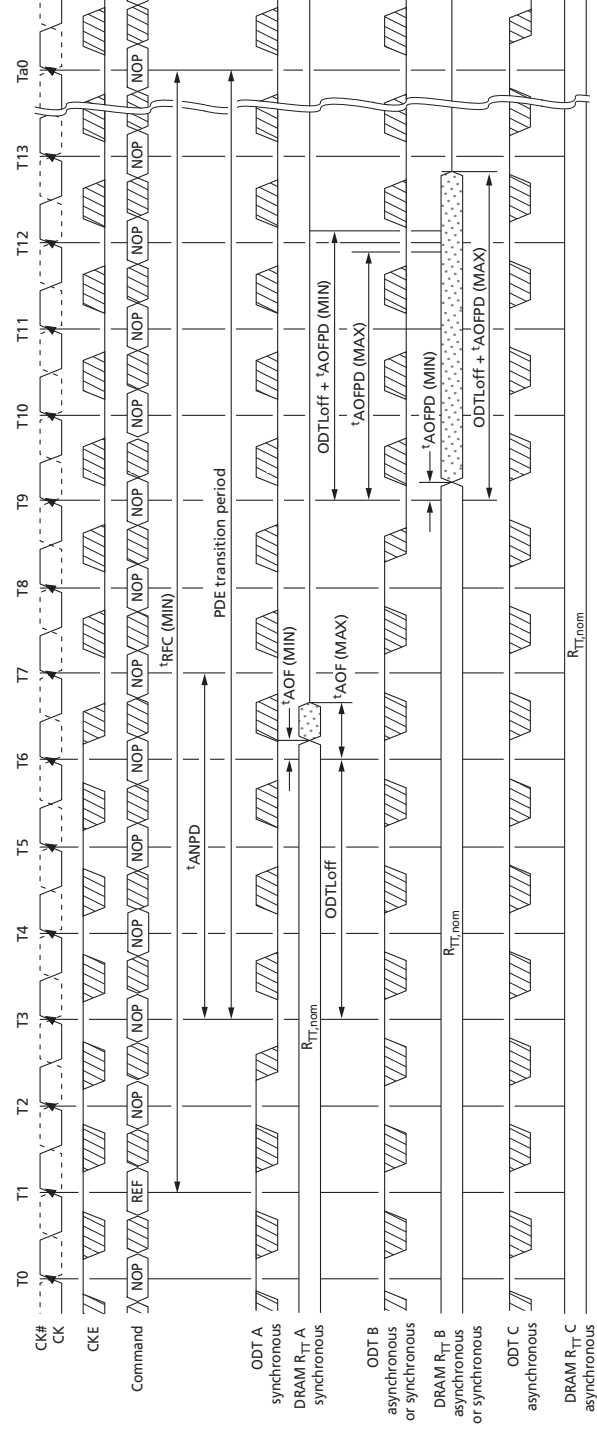 T0 T1 T2 T3 T4 T5 T6 T7 T8 T9 T10 T11 T12 T13 Ta0
CK#
CK
CKE
Command
NOP REF NOP NOP NOP NOP NOP NOP NOP NOP NOP NOP NOP NOP NOP
tRFC (MIN)
tANPD
PDE transition period
ODT A
synchronous
tAOF (MIN)
DRAM RTT A
synchronous
RTT,nom
ODTLoff
tAOF (MAX)
ODTLoff + tAOFPD (MIN)
tAOFPD (MAX)
ODT B
asynchronous
or synchronous
tAOFPD (MIN)
DRAM RTT B
asynchronous
or synchronous
RTT,nom
ODTLoff + tAOFPD (MAX)
ODT C
asynchronous
DRAM RTT C
asynchronous
RTT,nom